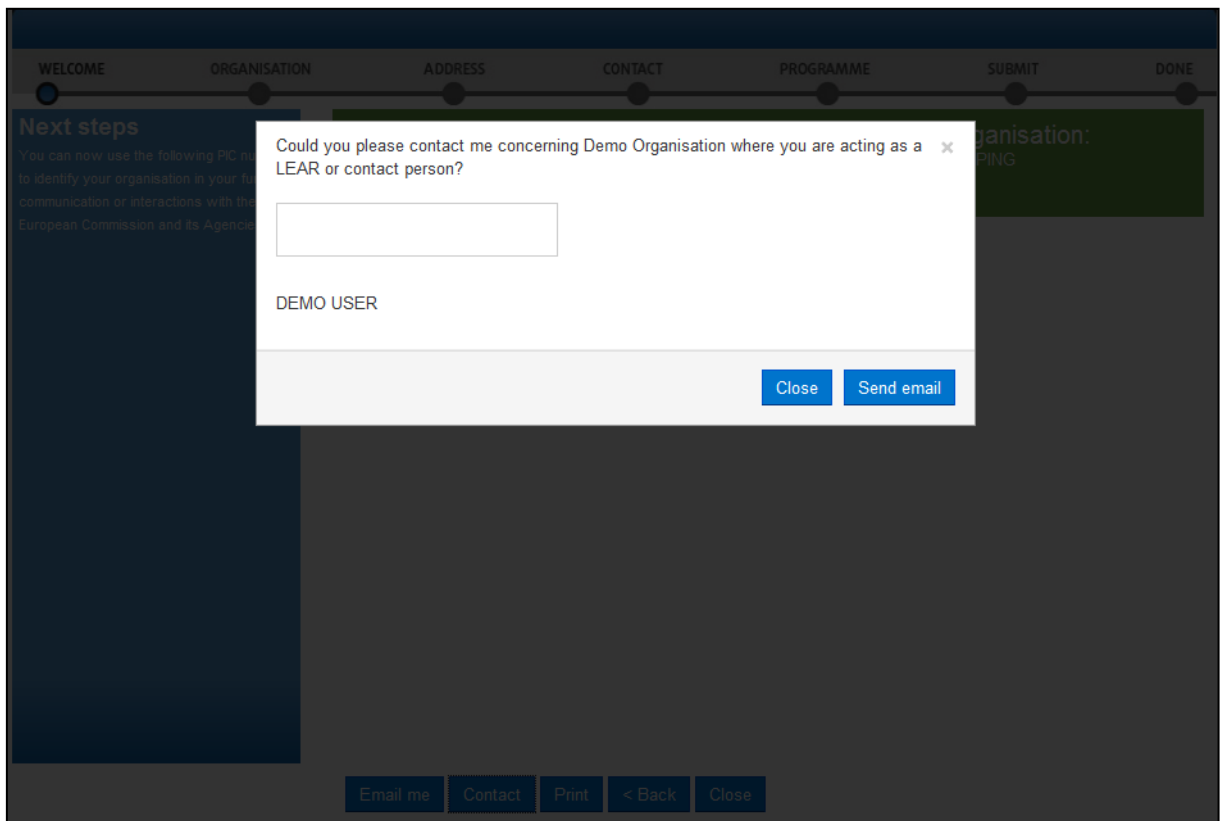 WELCOME ORGANISATION ADDRESS CONTACT PROGRAMME SUBMIT DONE
Next steps
You can now use the following PIC nu
to identify your organisation in your fu
communication or interactions with the
European Commission and its Agencie
Could you please contact me concerning Demo Organisation where you are acting as a ×
LEAR or contact person?
DEMO USER
Close Send email
ganisation:
PING
Email me Contact Print < Back Close